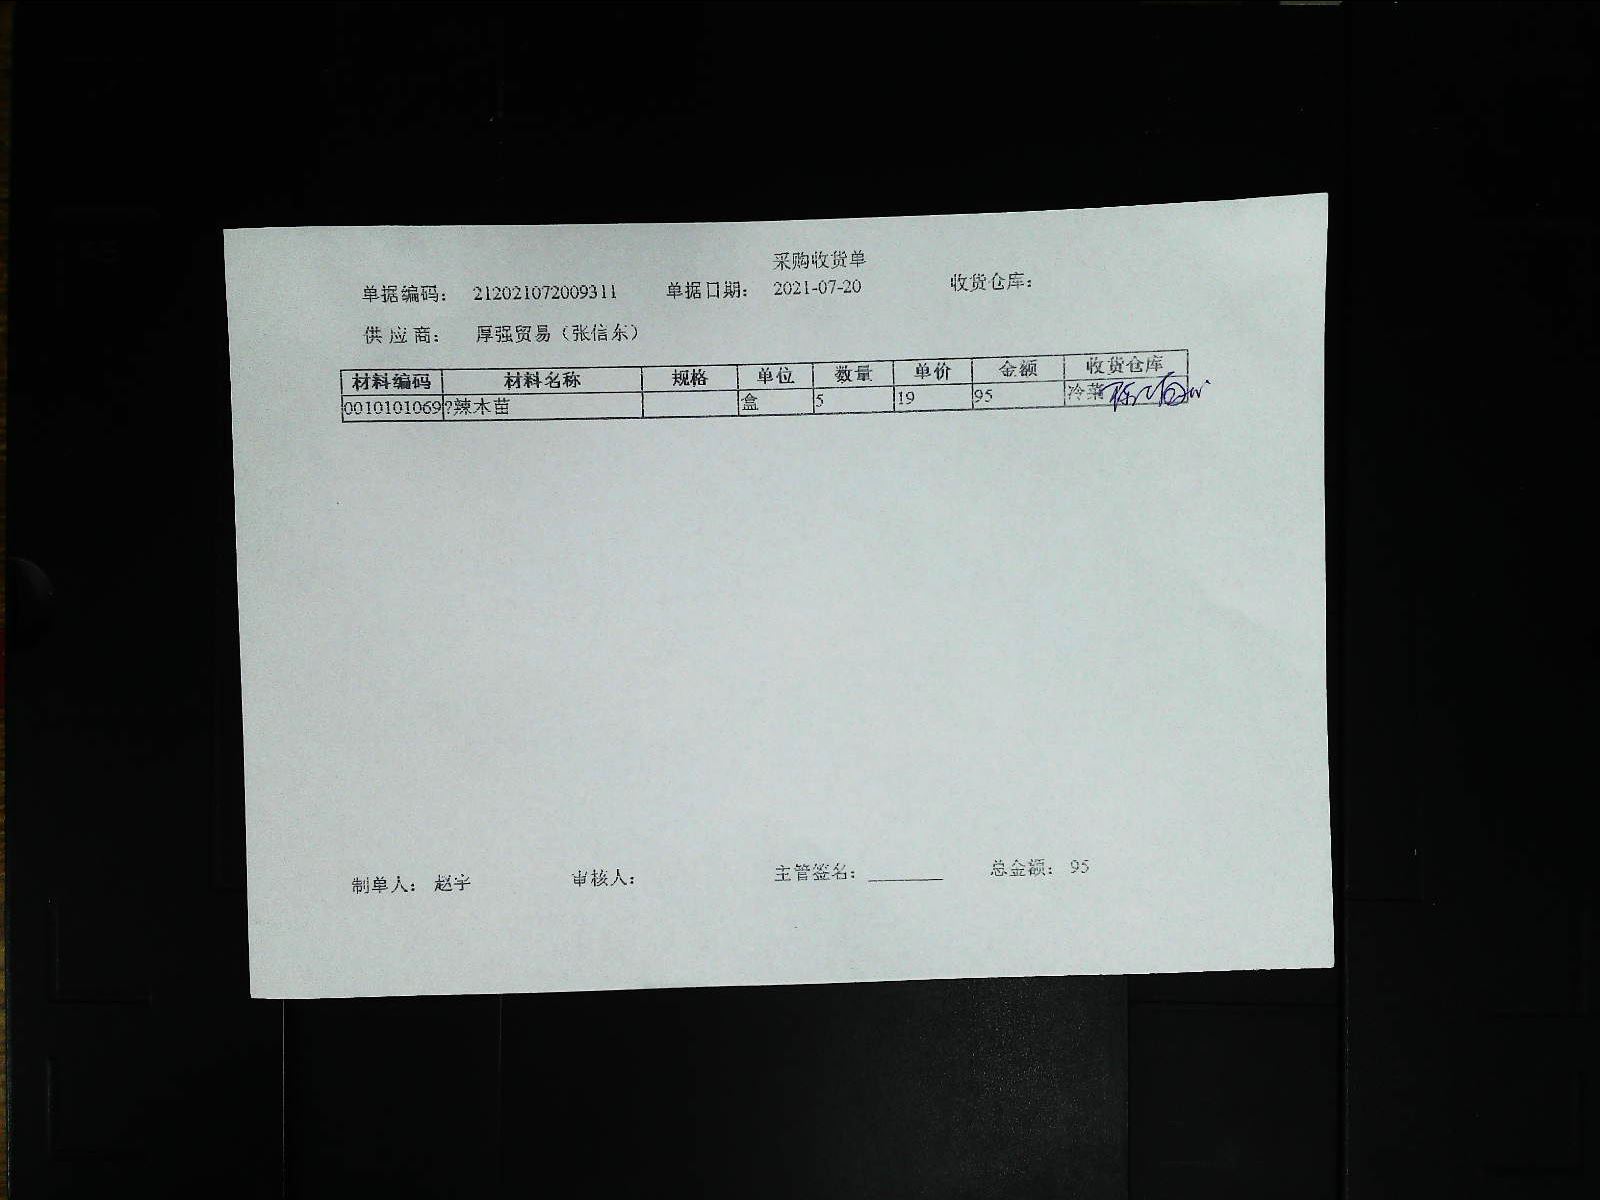 采购收货单
单据编码: 212021072009311 单据日期: 2021-07-20 收货仓库:
供应商: 厚强贸易（张信东）
材料编码 材料名称 规格 单位 数量 单价 金额 收货仓库
0010101069 ?辣木苗 盒 5 19 95 冷菜
制单人: 赵宇 审核人: 主管签名: ________ 总金额: 95